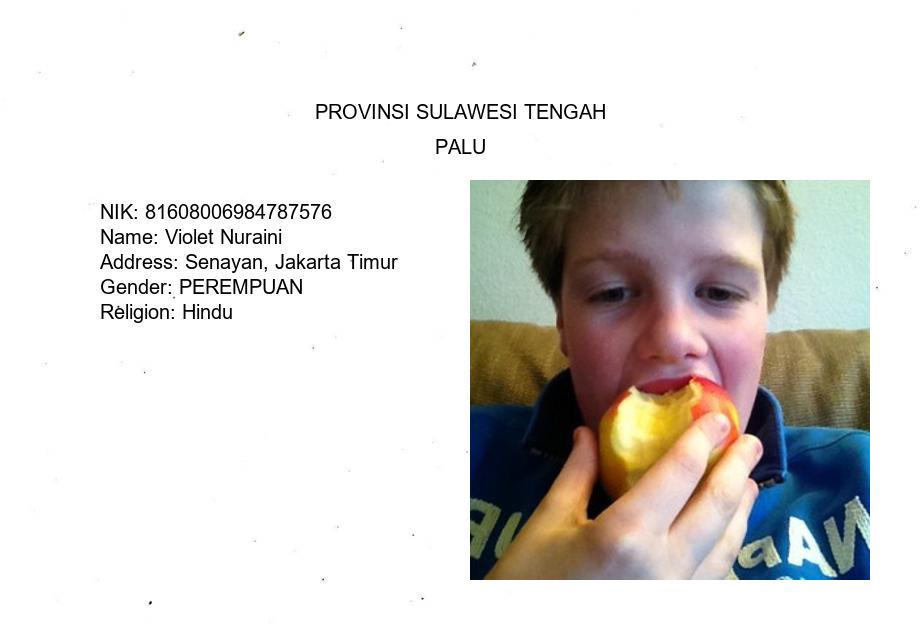 PROVINSI SULAWESI TENGAH
PALU
NIK: 81608006984787576
Name: Violet Nuraini
Address: Senayan, Jakarta Timur
Gender: PEREMPUAN
Religion: Hindu